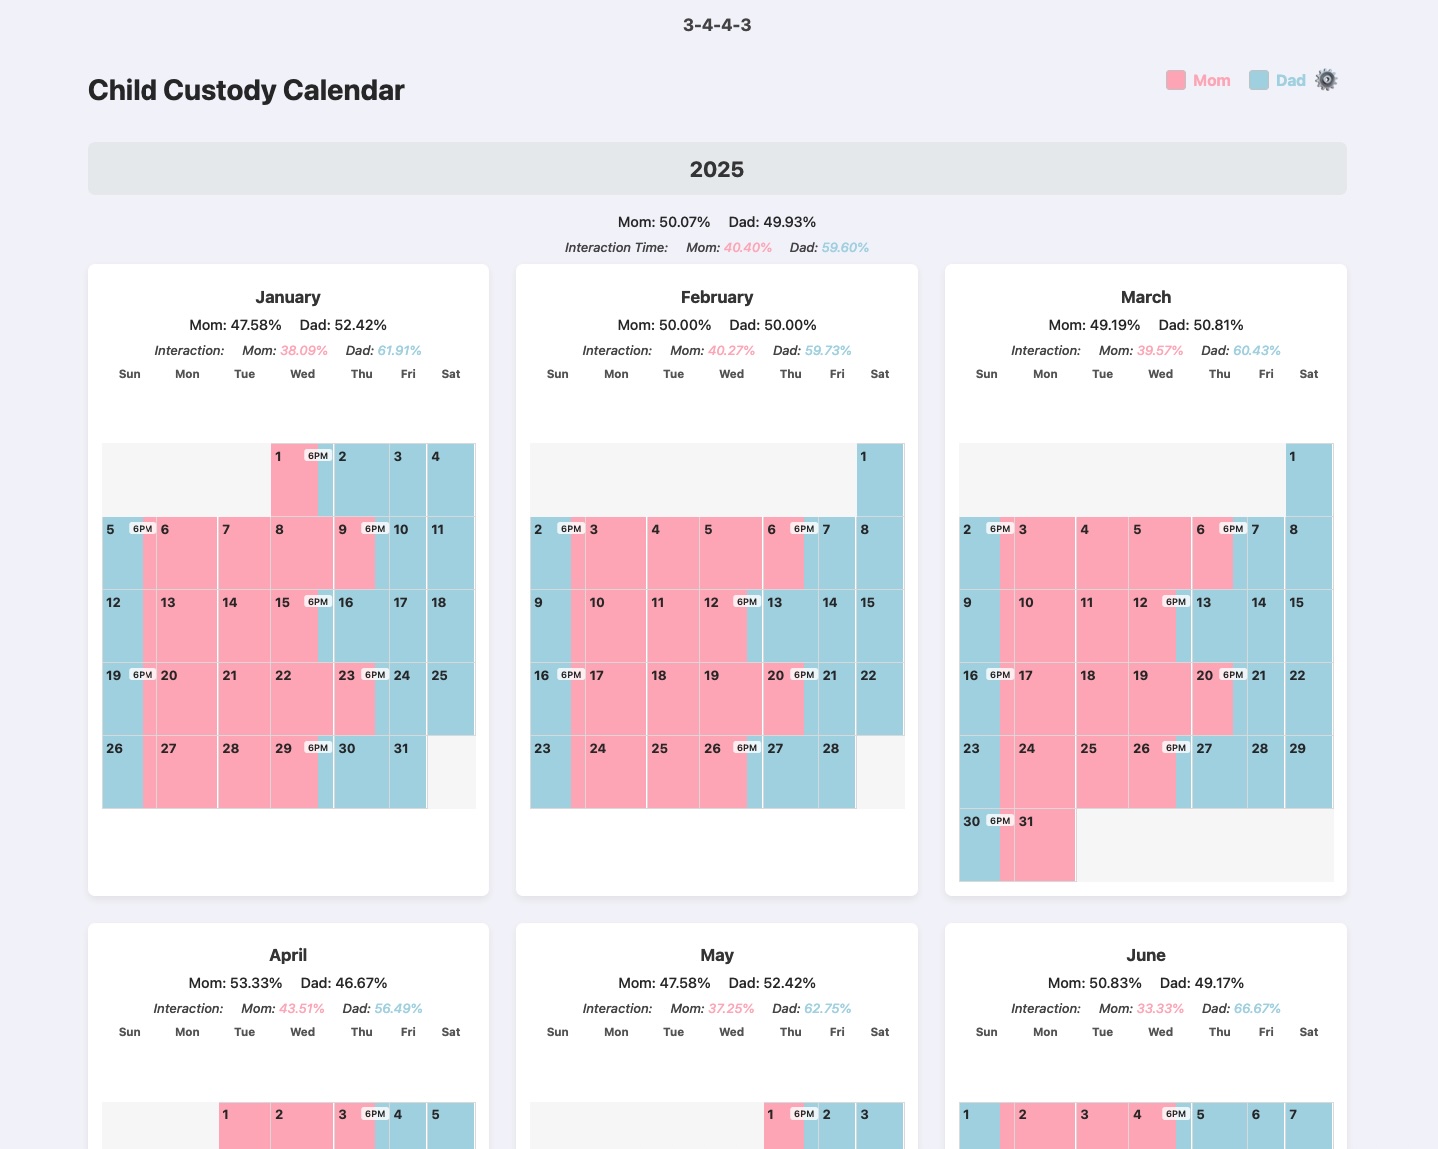 3-4-4-3
Child Custody Calendar
Mom Dad
2025
Mom: 50.07% Dad: 49.93%
Interaction Time: Mom: 40.40% Dad: 59.60%
January
Mom: 47.58% Dad: 52.42%
Interaction: Mom: 38.09% Dad: 61.91%
Sun Mon Tue Wed Thu Fri Sat
1 6PM 2 3 4
5 6PM 6 7 8 9 6PM 10 11
12 13 14 15 6PM 16 17 18
19 6PM 20 21 22 23 6PM 24 25
26 27 28 29 6PM 30 31
February
Mom: 50.00% Dad: 50.00%
Interaction: Mom: 40.27% Dad: 59.73%
Sun Mon Tue Wed Thu Fri Sat
1
2 6PM 3 4 5 6 6PM 7 8
9 10 11 12 6PM 13 14 15
16 6PM 17 18 19 20 6PM 21 22
23 24 25 26 6PM 27 28
March
Mom: 49.19% Dad: 50.81%
Interaction: Mom: 39.57% Dad: 60.43%
Sun Mon Tue Wed Thu Fri Sat
1
2 6PM 3 4 5 6 6PM 7 8
9 10 11 12 6PM 13 14 15
16 6PM 17 18 19 20 6PM 21 22
23 24 25 26 6PM 27 28 29
30 6PM 31
April
Mom: 53.33% Dad: 46.67%
Interaction: Mom: 43.51% Dad: 56.49%
Sun Mon Tue Wed Thu Fri Sat
1 2 3 6PM 4 5
May
Mom: 47.58% Dad: 52.42%
Interaction: Mom: 37.25% Dad: 62.75%
Sun Mon Tue Wed Thu Fri Sat
1 6PM 2 3
June
Mom: 50.83% Dad: 49.17%
Interaction: Mom: 33.33% Dad: 66.67%
Sun Mon Tue Wed Thu Fri Sat
1 2 3 4 6PM 5 6 7